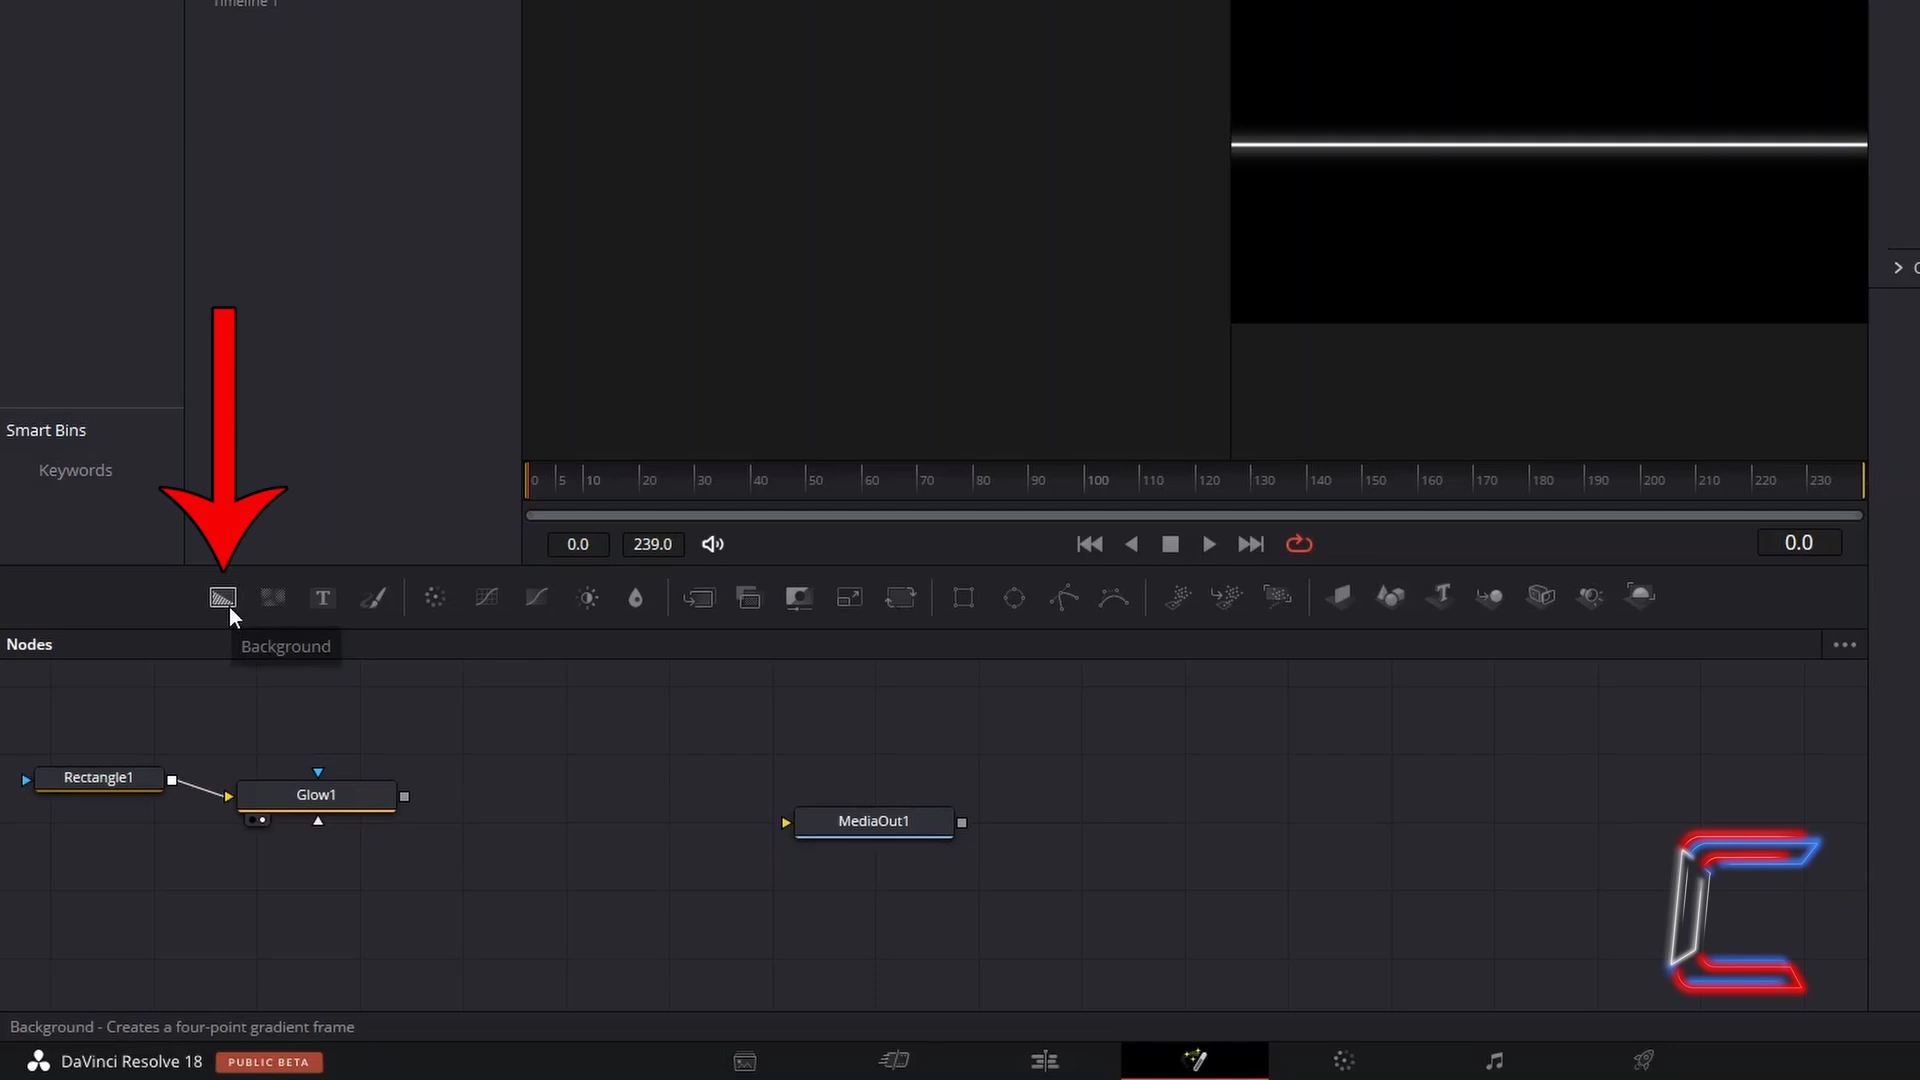 Timeline 1
Smart Bins
Keywords
0 5 10 20 30 40 50 60 70 80 90 100 110 120 130 140 150 160 170 180 190 200 210 220 230
0.0 239.0 0.0
T T
Nodes
Background
Rectangle1
Glow1
MediaOut1
C
Background - Creates a four-point gradient frame
DaVinci Resolve 18 PUBLIC BETA